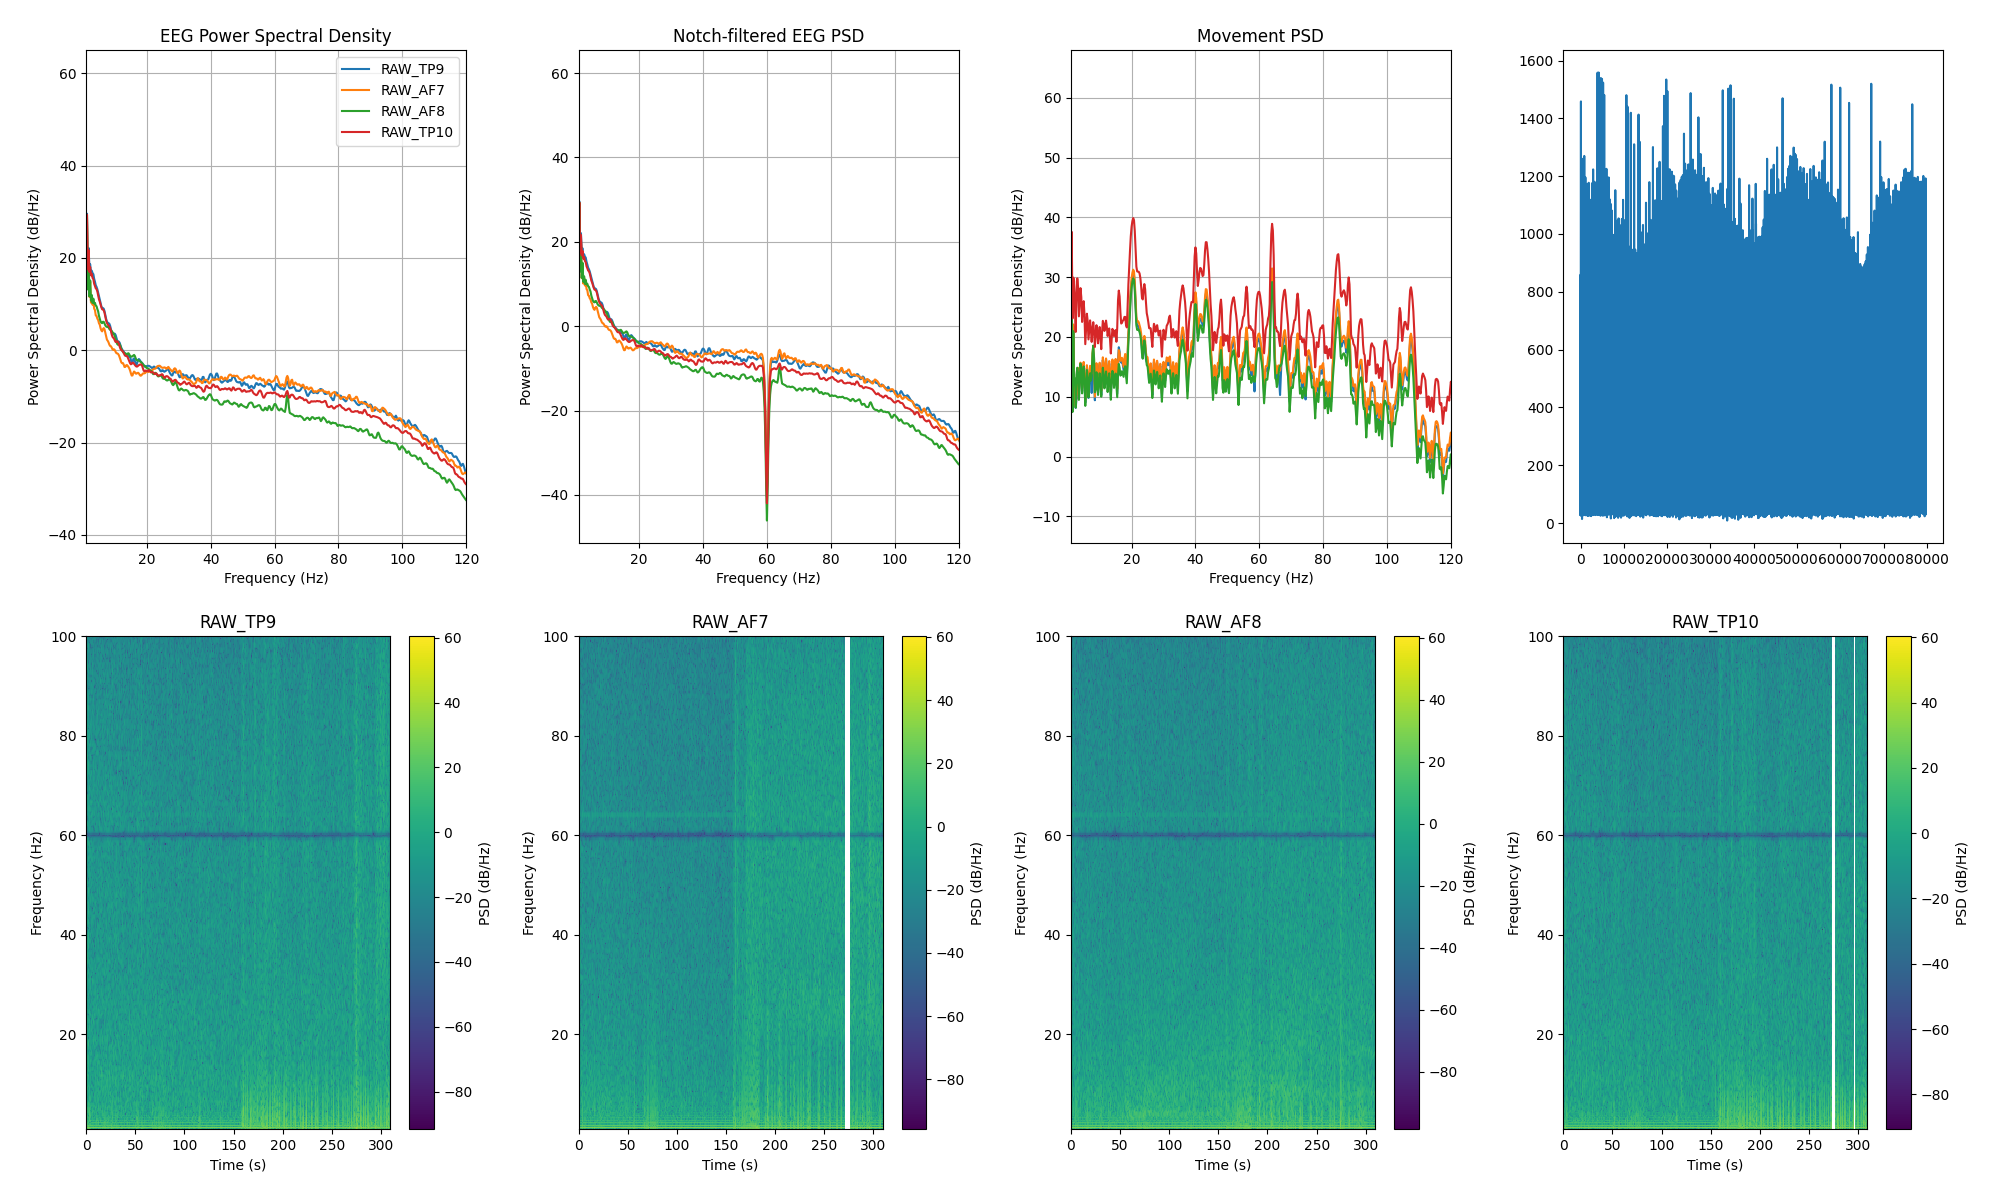 EEG Power Spectral Density
Power Spectral Density (dB/Hz)
60
40
20
0
−20
−40
RAW_TP9
RAW_AF7
RAW_AF8
RAW_TP10
20 40 60 80 100 120
Frequency (Hz)
Notch-filtered EEG PSD
Power Spectral Density (dB/Hz)
60
40
20
0
−20
−40
20 40 60 80 100 120
Frequency (Hz)
Movement PSD
Power Spectral Density (dB/Hz)
60
50
40
30
20
10
0
−10
20 40 60 80 100 120
Frequency (Hz)
1600
1400
1200
1000
800
600
400
200
0
0 10000 20000 30000 40000 50000 60000 70000 80000
RAW_TP9
Frequency (Hz)
100
80
60
40
20
0 50 100 150 200 250 300
Time (s)
60
40
20
0
−20
−40
−60
−80
PSD (dB/Hz)
RAW_AF7
Frequency (Hz)
100
80
60
40
20
0 50 100 150 200 250 300
Time (s)
60
40
20
0
−20
−40
−60
−80
PSD (dB/Hz)
RAW_AF8
Frequency (Hz)
100
80
60
40
20
0 50 100 150 200 250 300
Time (s)
60
40
20
0
−20
−40
−60
−80
PSD (dB/Hz)
RAW_TP10
Frequency (Hz)
100
80
60
40
20
0 50 100 150 200 250 300
Time (s)
60
40
20
0
−20
−40
−60
−80
PSD (dB/Hz)